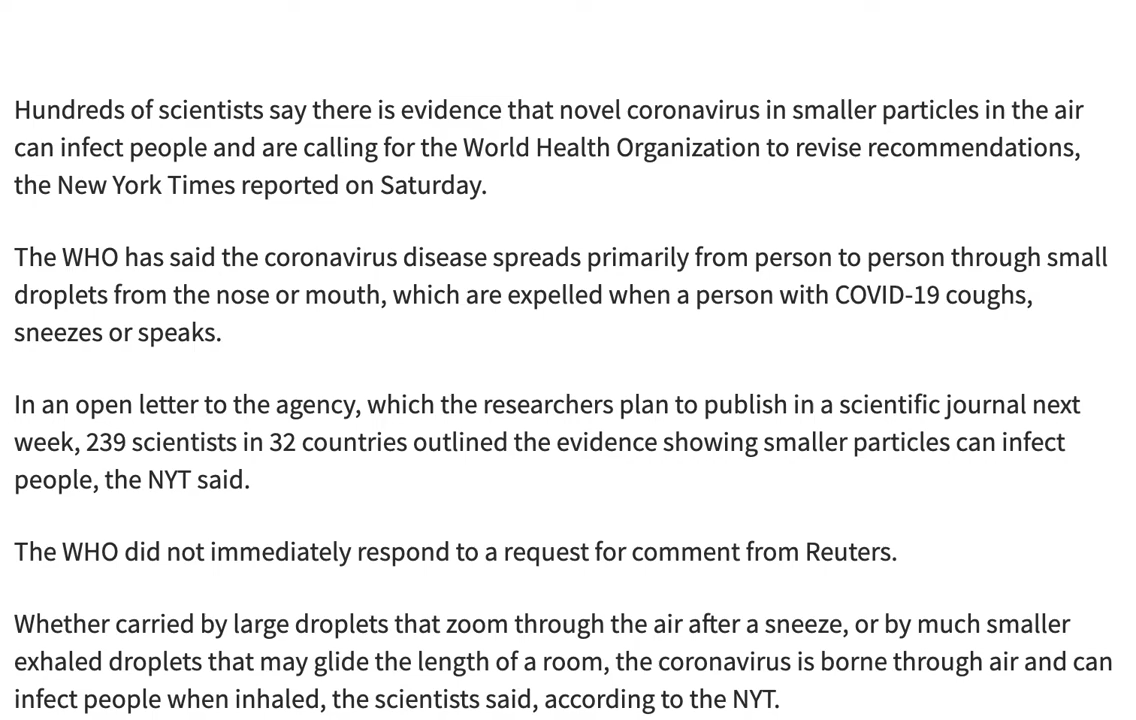 Hundreds of scientists say there is evidence that novel coronavirus in smaller particles in the air
can infect people and are calling for the World Health Organization to revise recommendations,
the New York Times reported on Saturday.
The WHO has said the coronavirus disease spreads primarily from person to person through small
droplets from the nose or mouth, which are expelled when a person with COVID-19 coughs,
sneezes or speaks.
In an open letter to the agency, which the researchers plan to publish in a scientific journal next
week, 239 scientists in 32 countries outlined the evidence showing smaller particles can infect
people, the NYT said.
The WHO did not immediately respond to a request for comment from Reuters.
Whether carried by large droplets that zoom through the air after a sneeze, or by much smaller
exhaled droplets that may glide the length of a room, the coronavirus is borne through air and can
infect people when inhaled, the scientists said, according to the NYT.